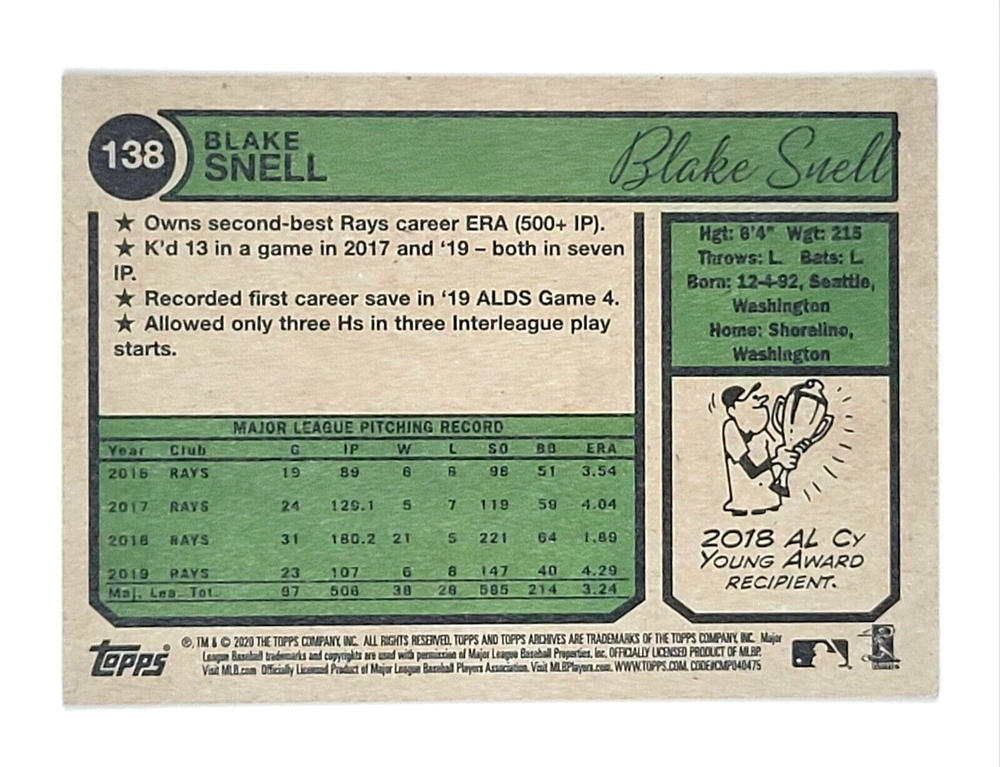 138
BLAKE
SNELL
Blake Snell
★ Owns second-best Rays career ERA (500+ IP).
★ K'd 13 in a game in 2017 and '19 – both in seven
IP.
★ Recorded first career save in '19 ALDS Game 4.
★ Allowed only three Hs in three Interleague play
starts.
Hgt: 6'4" Wgt: 215
Throws: L Bats: L
Born: 12-4-92, Seattle,
Washington
Home: Shoreline,
Washington
MAJOR LEAGUE PITCHING RECORD
Year Club G IP W L SO BB ERA
2016 RAYS 19 89 6 8 98 51 3.54
2017 RAYS 24 129.1 5 7 119 59 4.04
2018 RAYS 31 180.2 21 5 221 64 1.89
2019 RAYS 23 107 6 8 147 40 4.29
Maj. Lea. Tot. 97 506 38 28 585 214 3.24
2018 AL CY
YOUNG AWARD
RECIPIENT.
TOPPS
®, TM & © 2020 THE TOPPS COMPANY, INC. ALL RIGHTS RESERVED. TOPPS AND TOPPS ARCHIVES ARE TRADEMARKS OF THE TOPPS COMPANY, INC. Major
League Baseball trademarks and copyrights are used with permission of Major League Baseball Properties, Inc. OFFICIALLY LICENSED PRODUCT OF MLBP.
Visit MLB.com Officially Licensed Product of Major League Baseball Players Association. Visit MLBPlayers.com. WWW.TOPPS.COM. CODE#CMP040475